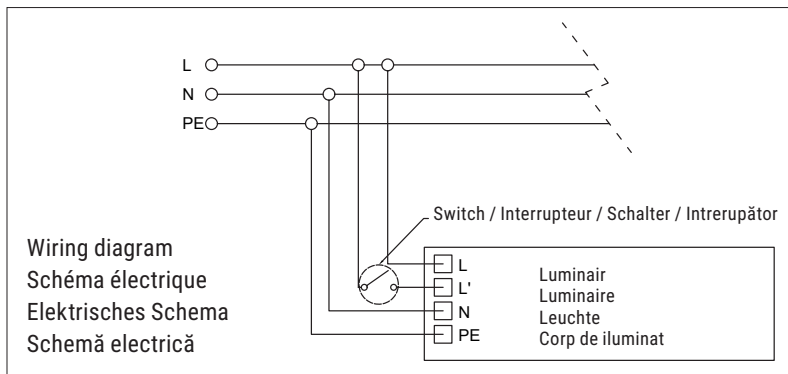 L
N
PE
Switch / Interrupteur / Schalter / Intrerupător
Wiring diagram
Schéma électrique
Elektrisches Schema
Schemă electrică
L
L'
N
PE
Luminair
Luminaire
Leuchte
Corp de iluminat